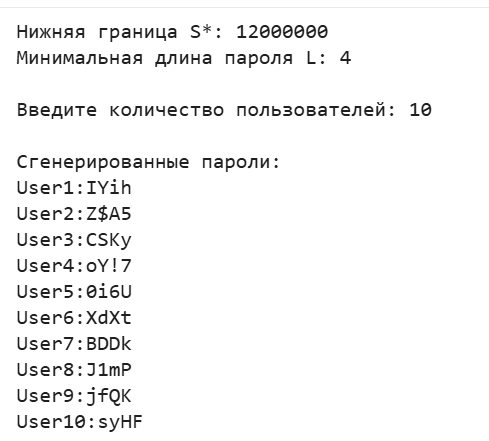 Нижняя граница S*: 12000000
Минимальная длина пароля L: 4
Введите количество пользователей: 10
Сгенерированные пароли:
User1:IYih
User2:Z$A5
User3:CSKy
User4:oY!7
User5:0i6U
User6:XdXt
User7:BDDk
User8:J1mP
User9:jfQK
User10:syHF